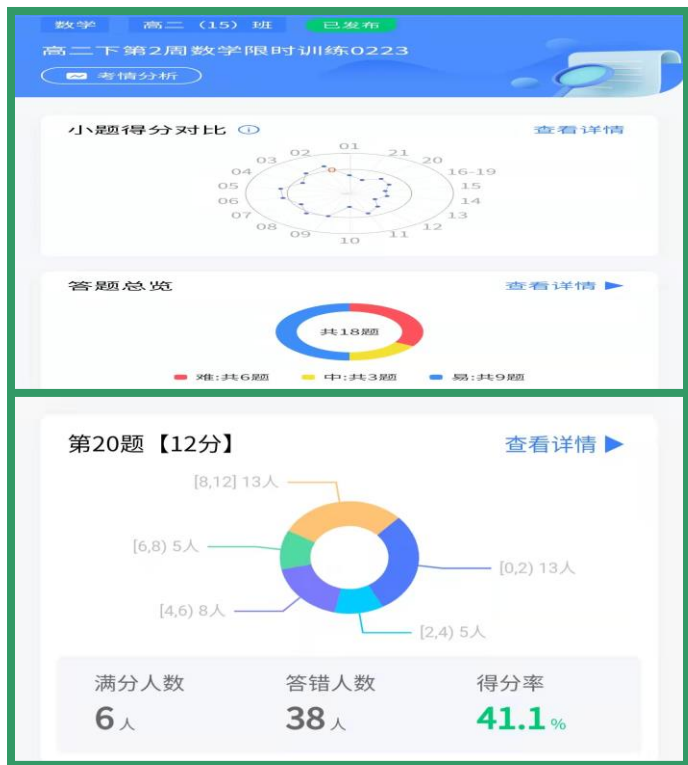 数学 高二（15）班 已发布
高二下第2周数学限时训练0223
考情分析
小题得分对比 查看详情
01
02 21
03 20
04 16-19
05 15
06 14
07 13
08 12
09 11
10
答题总览 查看详情
共18题
难:共6题 中:共3题 易:共9题
第20题【12分】 查看详情
[8,12] 13人
[6,8) 5人
[0,2) 13人
[4,6) 8人
[2,4) 5人
满分人数 答错人数 得分率
6人 38人 41.1%